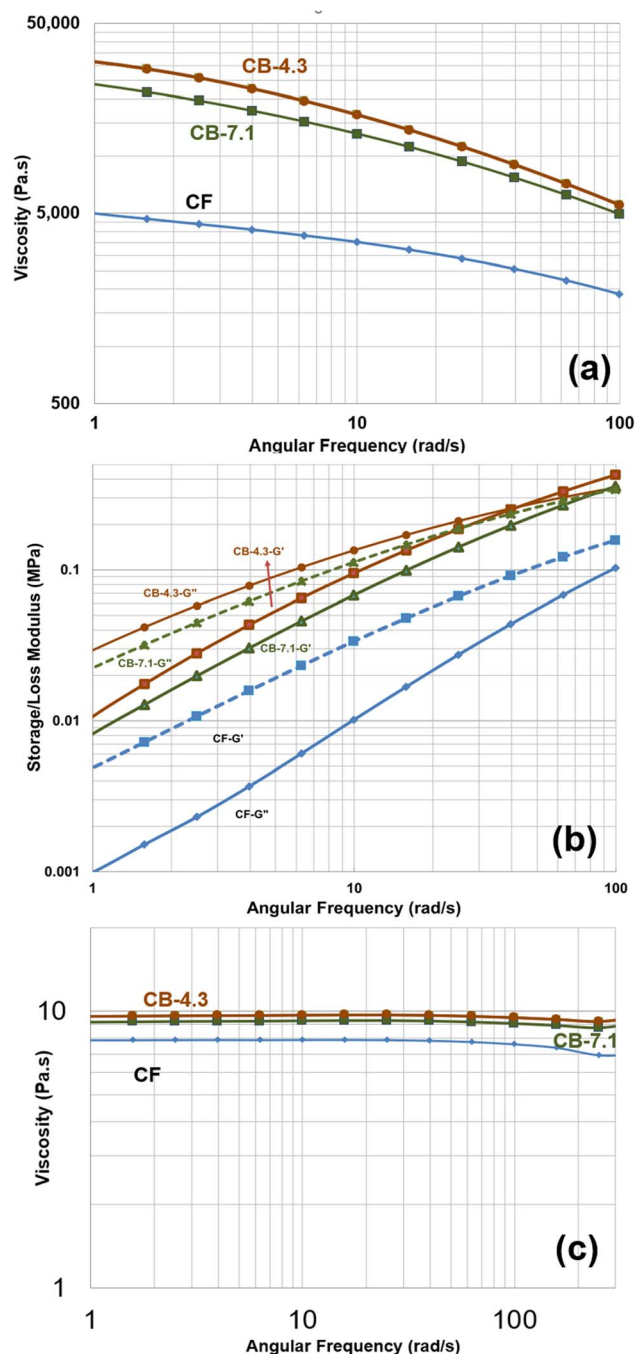 50,000
CB-4.3
CB-7.1
CF
5,000
500
Viscosity (Pa.s)
(a)
1
10
100
Angular Frequency (rad/s)
CB-4.3-G'
CB-4.3-G"
0.1
CB-7.1-G"
CB-7.1-G'
0.01
CF-G'
CF-G"
0.001
Storage/Loss Modulus (MPa)
(b)
1
10
100
Angular Frequency (rad/s)
10
CB-4.3
CB-7.1
CF
1
Viscosity (Pa.s)
(c)
1
10
100
Angular Frequency (rad/s)